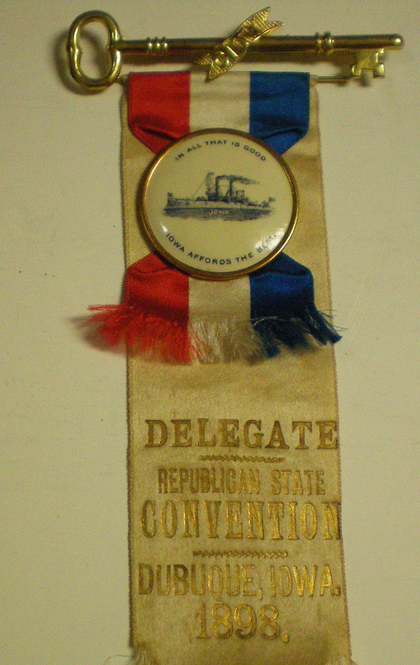 IN ALL THAT IS GOOD
IOWA
IOWA AFFORDS THE BEST
DELEGATE
REPUBLICAN STATE
CONVENTION
DUBUQUE, IOWA.
1898.